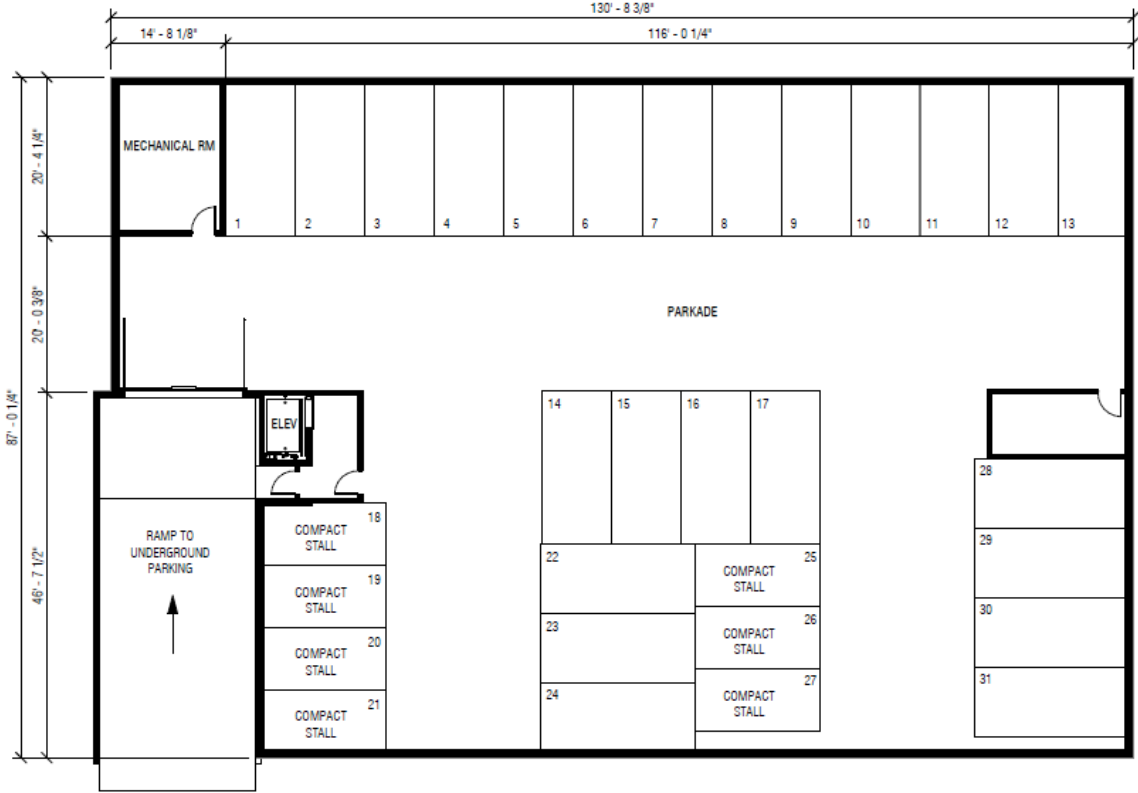 130' - 8 3/8"
14' - 8 1/8"
116' - 0 1/4"
20' - 4 1/4"
20' - 0 3/8"
87' - 0 1/4"
46' - 7 1/2"
MECHANICAL RM
1
2
3
4
5
6
7
8
9
10
11
12
13
PARKADE
ELEV
14
15
16
17
RAMP TO
UNDERGROUND
PARKING
18
COMPACT
STALL
19
COMPACT
STALL
20
COMPACT
STALL
21
COMPACT
STALL
22
23
24
25
COMPACT
STALL
26
COMPACT
STALL
27
COMPACT
STALL
28
29
30
31